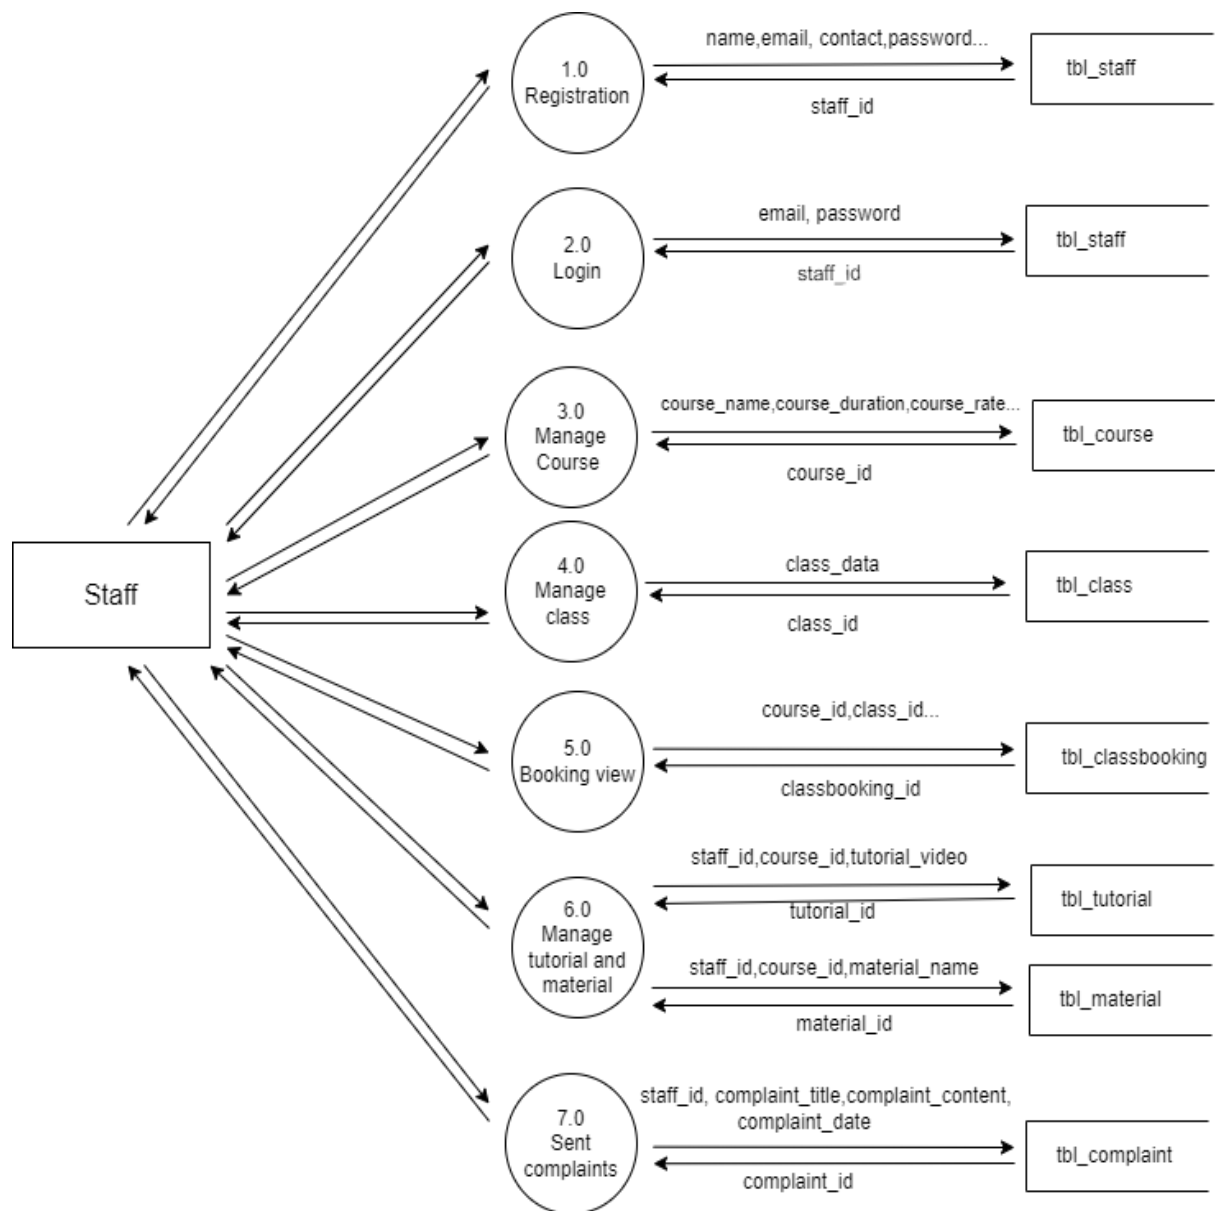 name,email, contact,password...
1.0
Registration
tbl_staff
staff_id
email, password
2.0
Login
tbl_staff
staff_id
course_name,course_duration,course_rate...
3.0
Manage
Course
tbl_course
course_id
class_data
4.0
Manage
class
tbl_class
class_id
Staff
course_id,class_id...
5.0
Booking view
tbl_classbooking
classbooking_id
staff_id,course_id,tutorial_video
6.0
Manage
tutorial and
material
tbl_tutorial
tutorial_id
staff_id,course_id,material_name
tbl_material
material_id
staff_id, complaint_title,complaint_content,
complaint_date
7.0
Sent
complaints
tbl_complaint
complaint_id